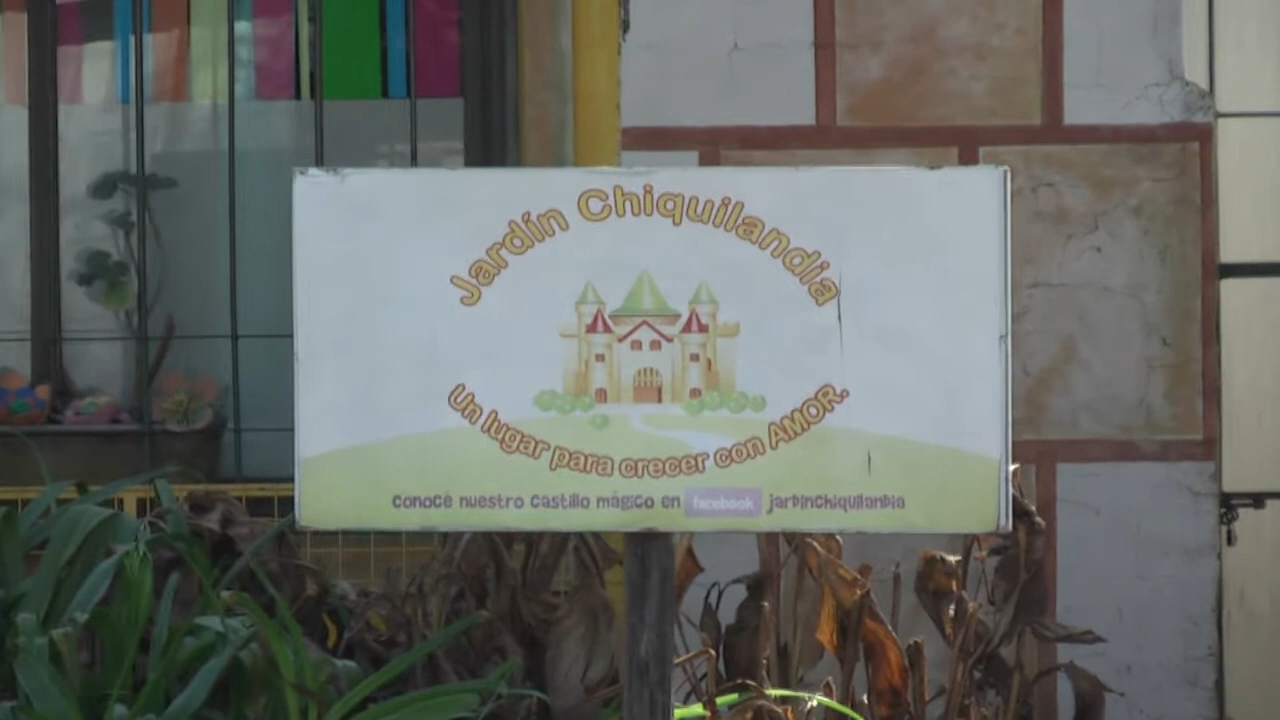 Jardín Chiquilandia
Un lugar para crecer con AMOR.
conocé nuestro castillo mágico en facebook jardinchiquilandia